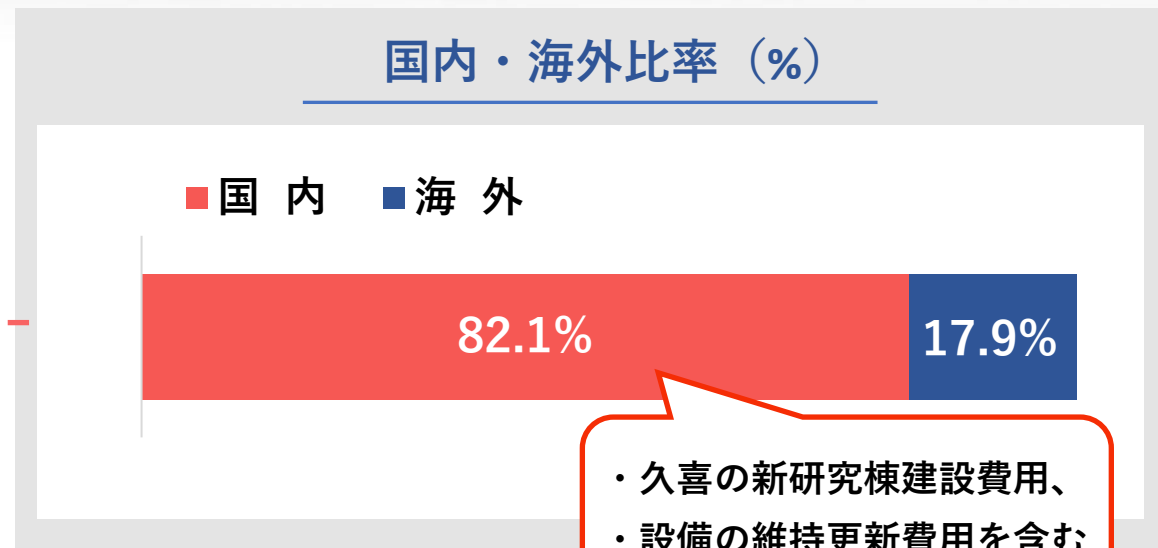 国内・海外比率（%）
■国 内 ■海 外
82.1% 17.9%
・久喜の新研究棟建設費用、
・設備の維持更新費用を含む